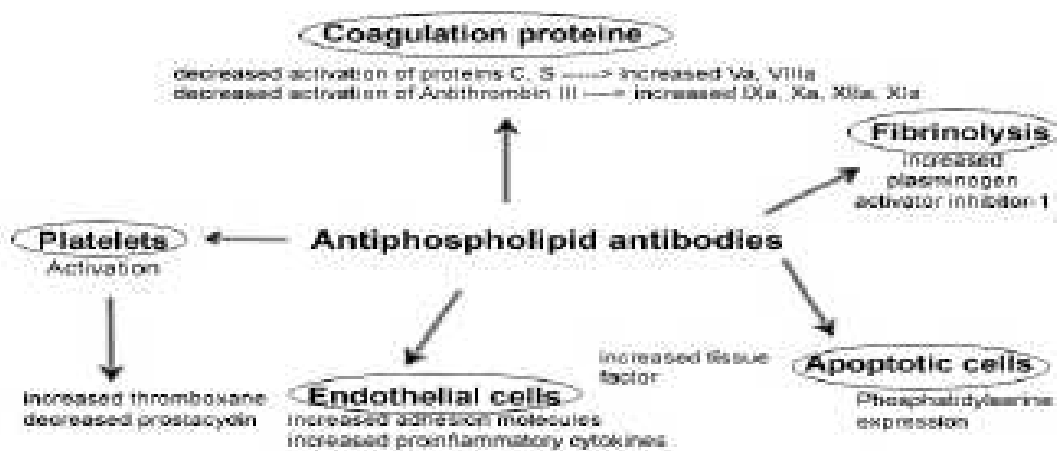 Coagulation proteine
decreased activation of proteins C, S -----> increased Va, VIIIa
decreased activation of Antithrombin III ----> increased IXa, Xa, XIIa, XIa
Fibrinolysis
increased
plasminogen
activator inhibitor-1
Platelets
Activation
Antiphospholipid antibodies
increased thromboxane
decreased prostacyclin
Endothelial cells
increased adhesion molecules
increased proinflammatory cytokines
increased tissue
factor
Apoptotic cells
Phosphatidylserine
expression